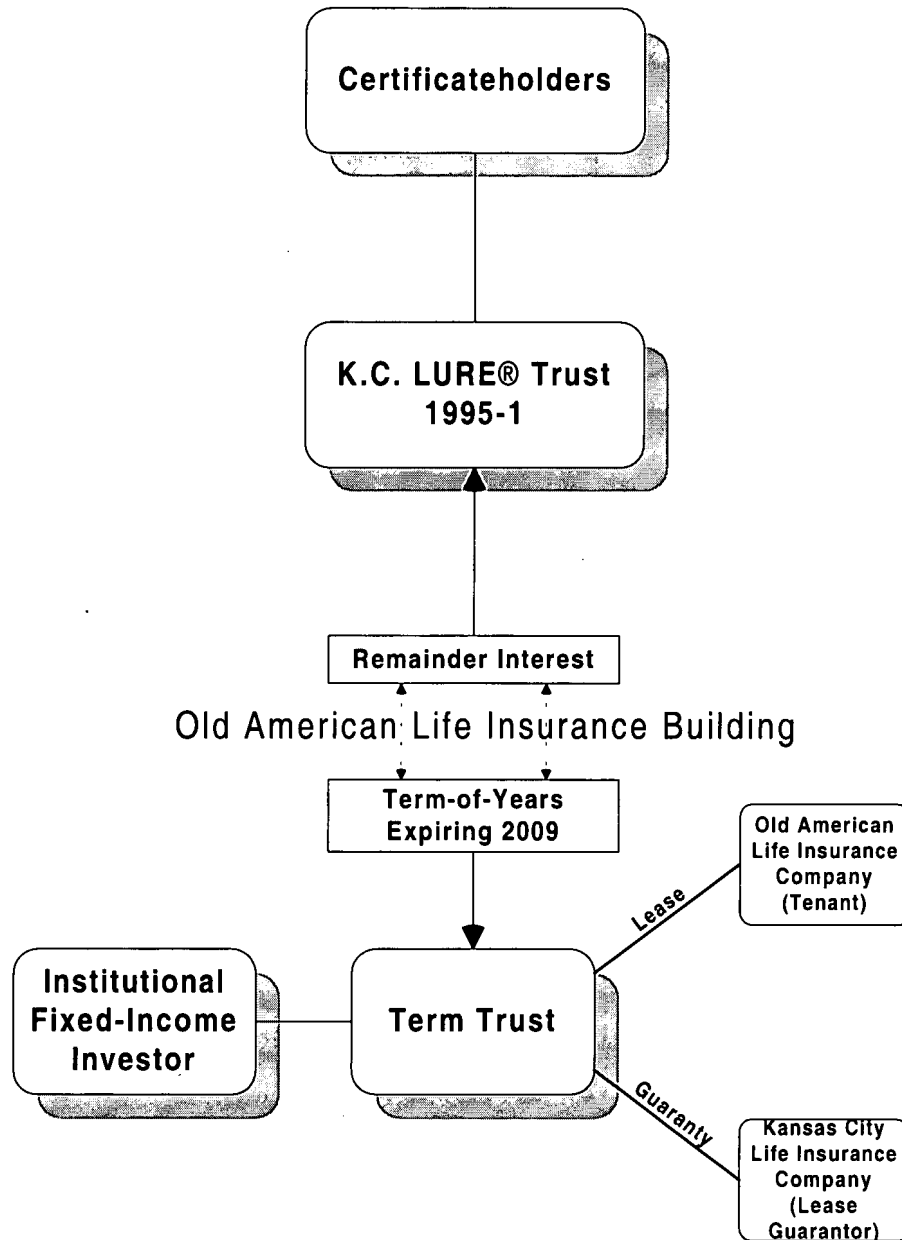 Certificateholders
K.C. LURE® Trust
1995-1
Remainder Interest
Old American Life Insurance Building
Term-of-Years
Expiring 2009
Old American
Life Insurance
Company
(Tenant)
Lease
Institutional
Fixed-Income
Investor
Term Trust
Guaranty
Kansas City
Life Insurance
Company
(Lease
Guarantor)